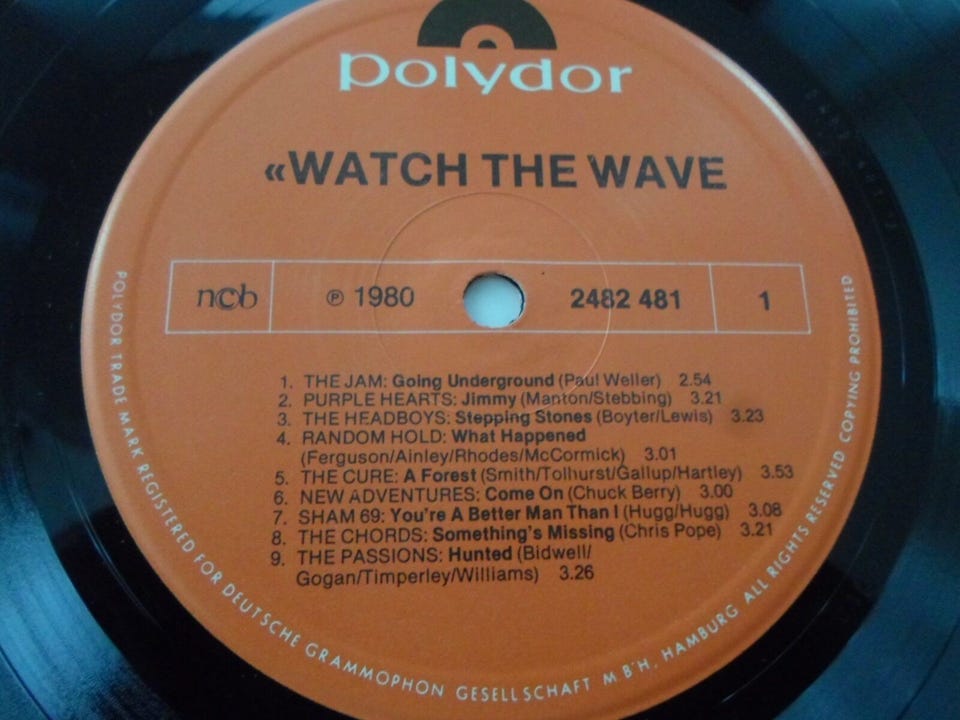 polydor
«WATCH THE WAVE
ncb ℗ 1980 2482 481 1
1. THE JAM: Going Underground (Paul Weller) 2.54
2. PURPLE HEARTS: Jimmy (Manton/Stebbing) 3.21
3. THE HEADBOYS: Stepping Stones (Boyter/Lewis) 3.23
4. RANDOM HOLD: What Happened
(Ferguson/Ainley/Rhodes/McCormick) 3.01
5. THE CURE: A Forest (Smith/Tolhurst/Gallup/Hartley) 3.53
6. NEW ADVENTURES: Come On (Chuck Berry) 3.00
7. SHAM 69: You're A Better Man Than I (Hugg/Hugg) 3.08
8. THE CHORDS: Something's Missing (Chris Pope) 3.21
9. THE PASSIONS: Hunted (Bidwell/
Gogan/Timperley/Williams) 3.26
POLYDOR TRADE MARK REGISTERED FOR DEUTSCHE GRAMMOPHON GESELLSCHAFT M B'H, HAMBURG ALL RIGHTS RESERVED COPYING PROHIBITED